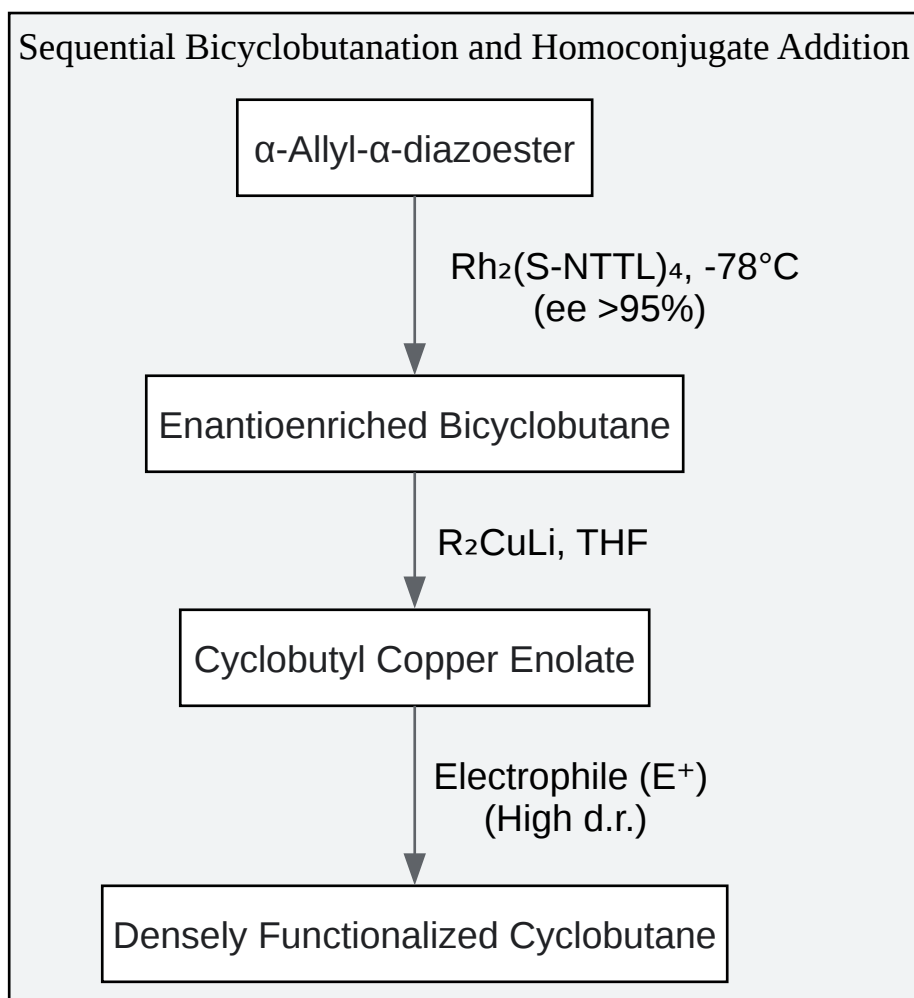 Sequential Bicyclobutanation and Homoconjugate Addition
α-Allyl-α-diazoester
Rh₂(S-NTTL)₄, -78°C
(ee >95%)
Enantioenriched Bicyclobutane
R₂CuLi, THF
Cyclobutyl Copper Enolate
Electrophile (E⁺)
(High d.r.)
Densely Functionalized Cyclobutane